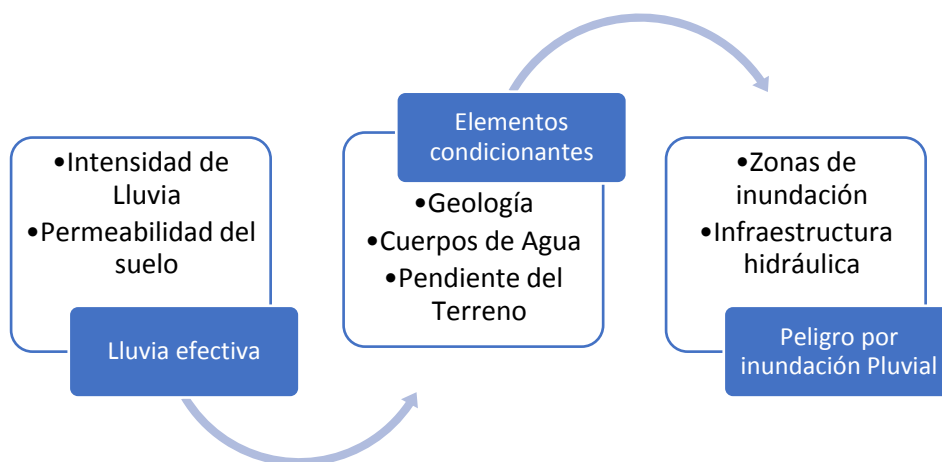 •Intensidad de
Lluvia
•Permeabilidad del
suelo
Lluvia efectiva
Elementos
condicionantes
•Geología
•Cuerpos de Agua
•Pendiente del
Terreno
•Zonas de
inundación
•Infraestructura
hidráulica
Peligro por
inundación Pluvial